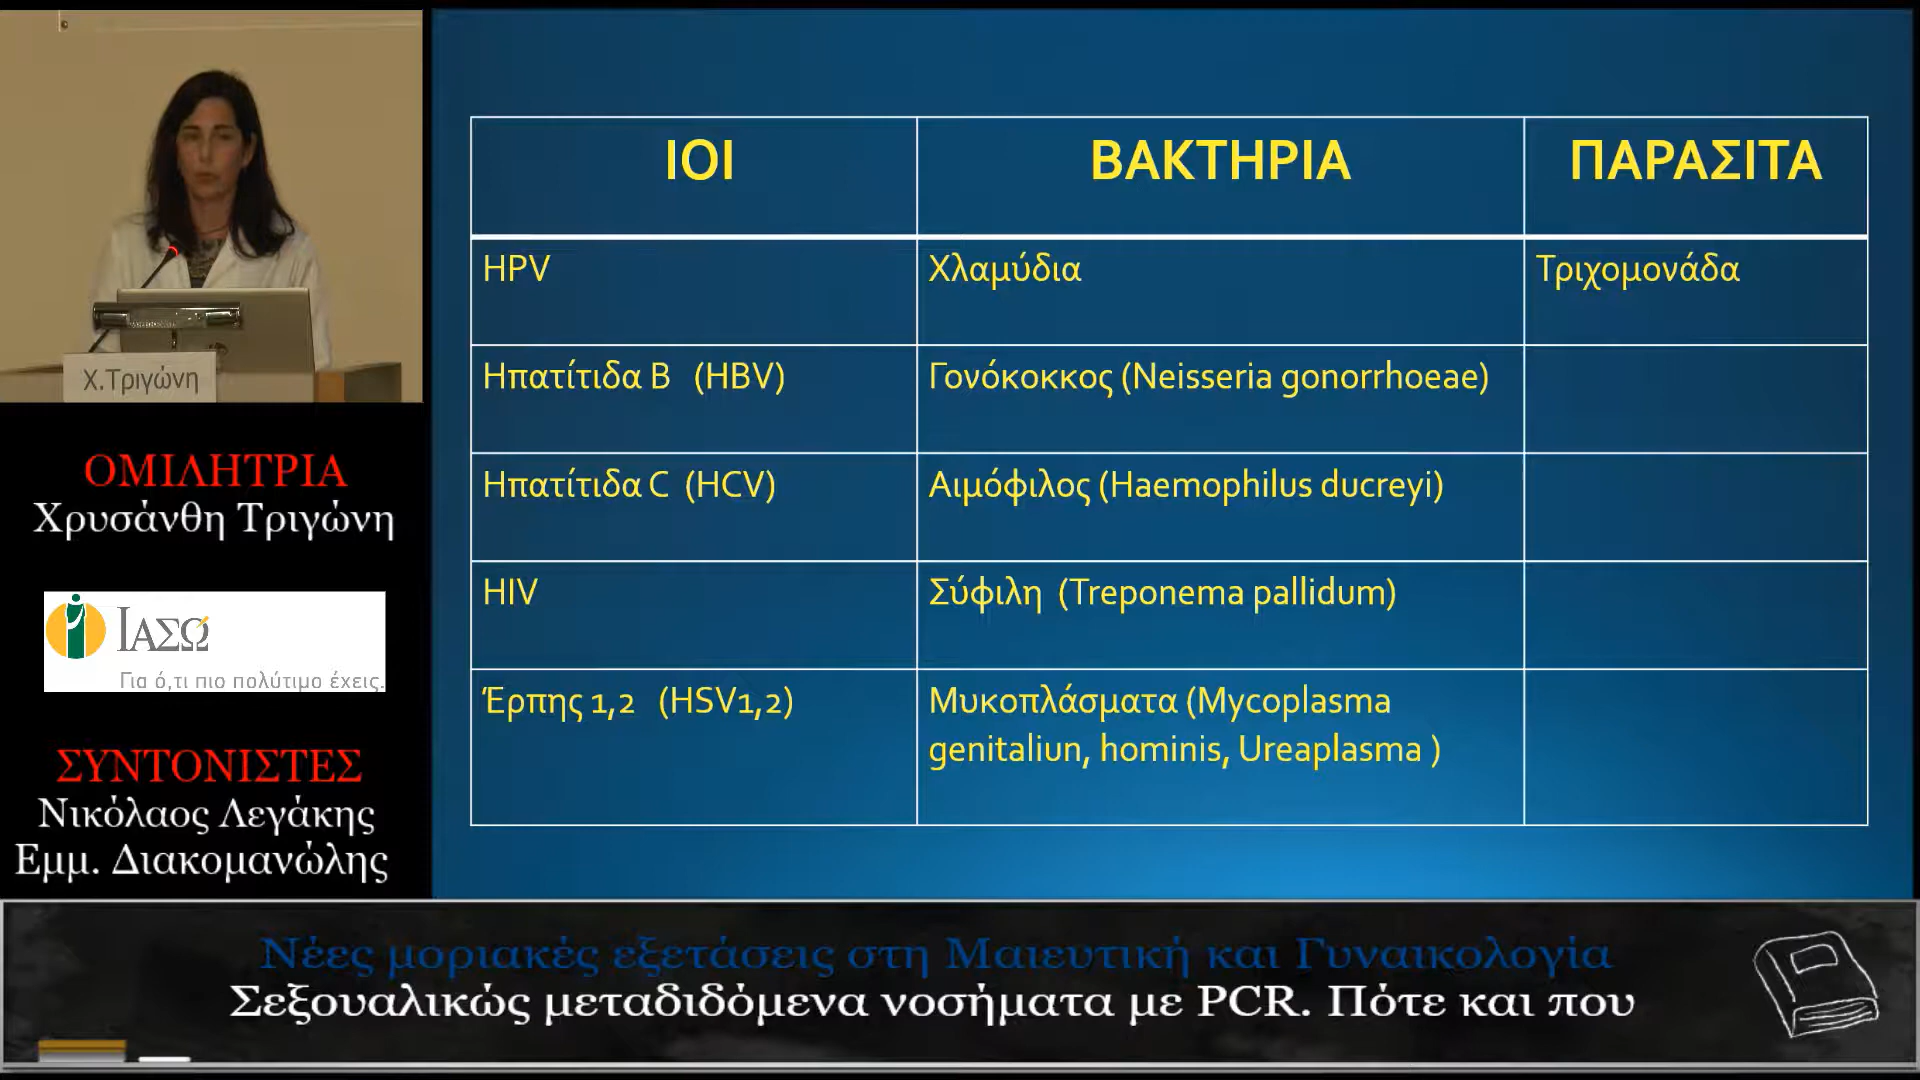 Χ.Τριγώνη
ΟΜΙΛΗΤΡΙΑ
Χρυσάνθη Τριγώνη
ΙΑΣΩ
Για ό,τι πιο πολύτιμο έχεις.
ΣΥΝΤΟΝΙΣΤΕΣ
Νικόλαος Λεγάκης
Εμμ. Διακομανώλης
ΙΟΙ ΒΑΚΤΗΡΙΑ ΠΑΡΑΣΙΤΑ
HPV Χλαμύδια Τριχομονάδα
Ηπατίτιδα Β (HBV) Γονόκοκκος (Neisseria gonorrhoeae)
Ηπατίτιδα C (HCV) Αιμόφιλος (Haemophilus ducreyi)
HIV Σύφιλη (Treponema pallidum)
Έρπης 1,2 (HSV1,2) Μυκοπλάσματα (Mycoplasma
genitaliun, hominis, Ureaplasma )
Νέες μοριακές εξετάσεις στη Μαιευτική και Γυναικολογία
Σεξουαλικώς μεταδιδόμενα νοσήματα με PCR. Πότε και που